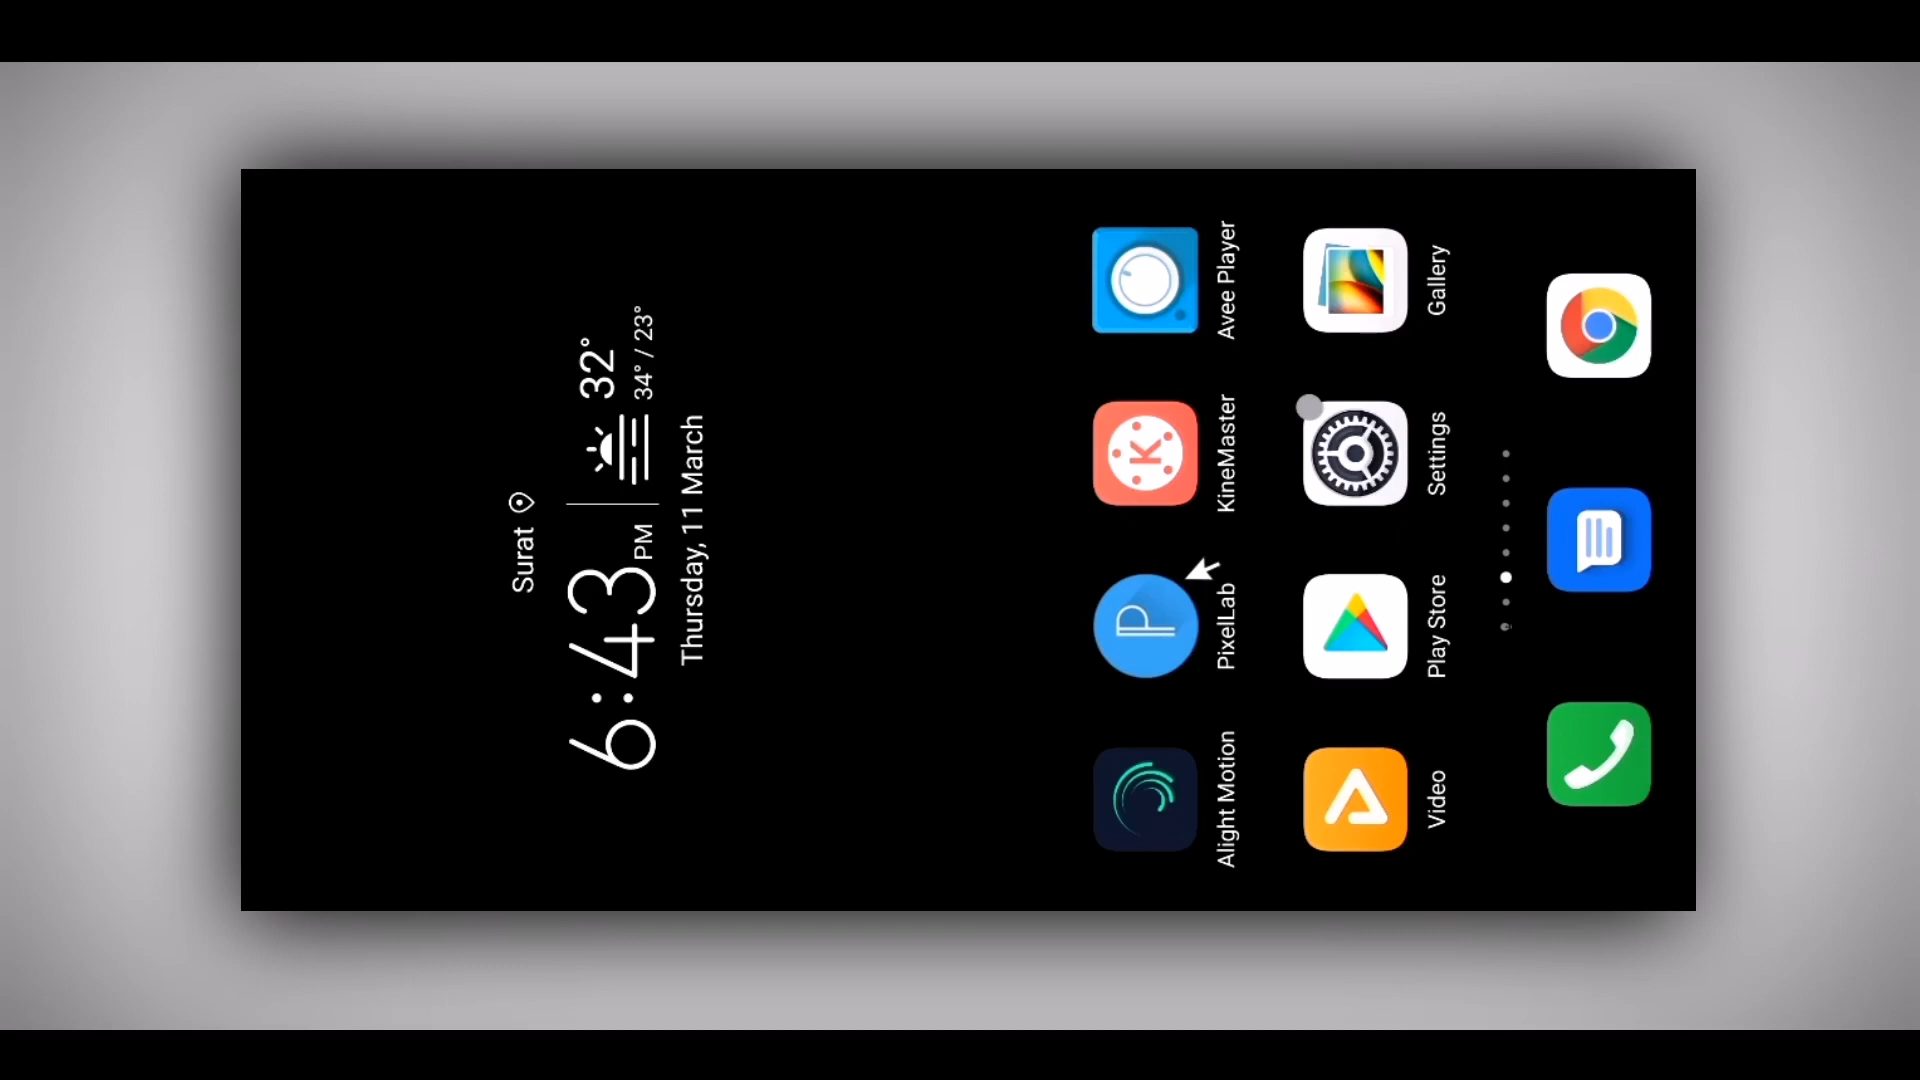 Surat
6:43 PM
32°
34° / 23°
Thursday, 11 March
Alight Motion
PixelLab
KineMaster
Avee Player
Video
Play Store
Settings
Gallery